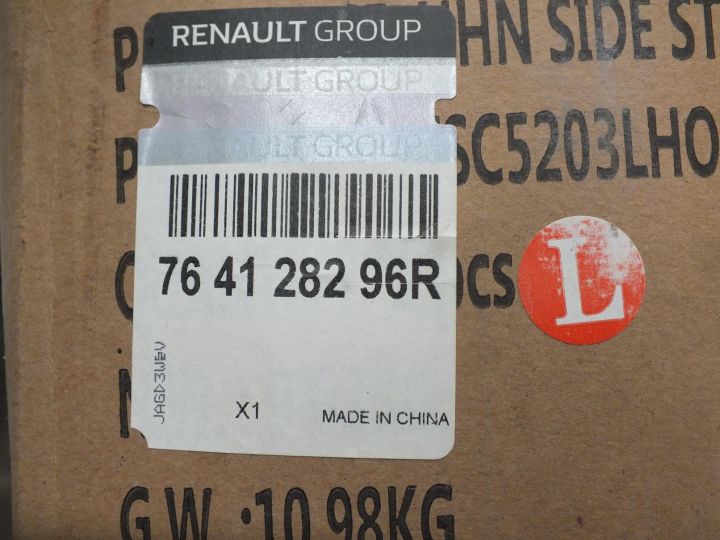 RENAULT GROUP
HN SIDE ST
RENAULT GROUP
RENAULT GROUP
SC5203LHO
76 41 282 96R
CS
L
JAGD3W5V
X1
MADE IN CHINA
G.W. :10.98KG